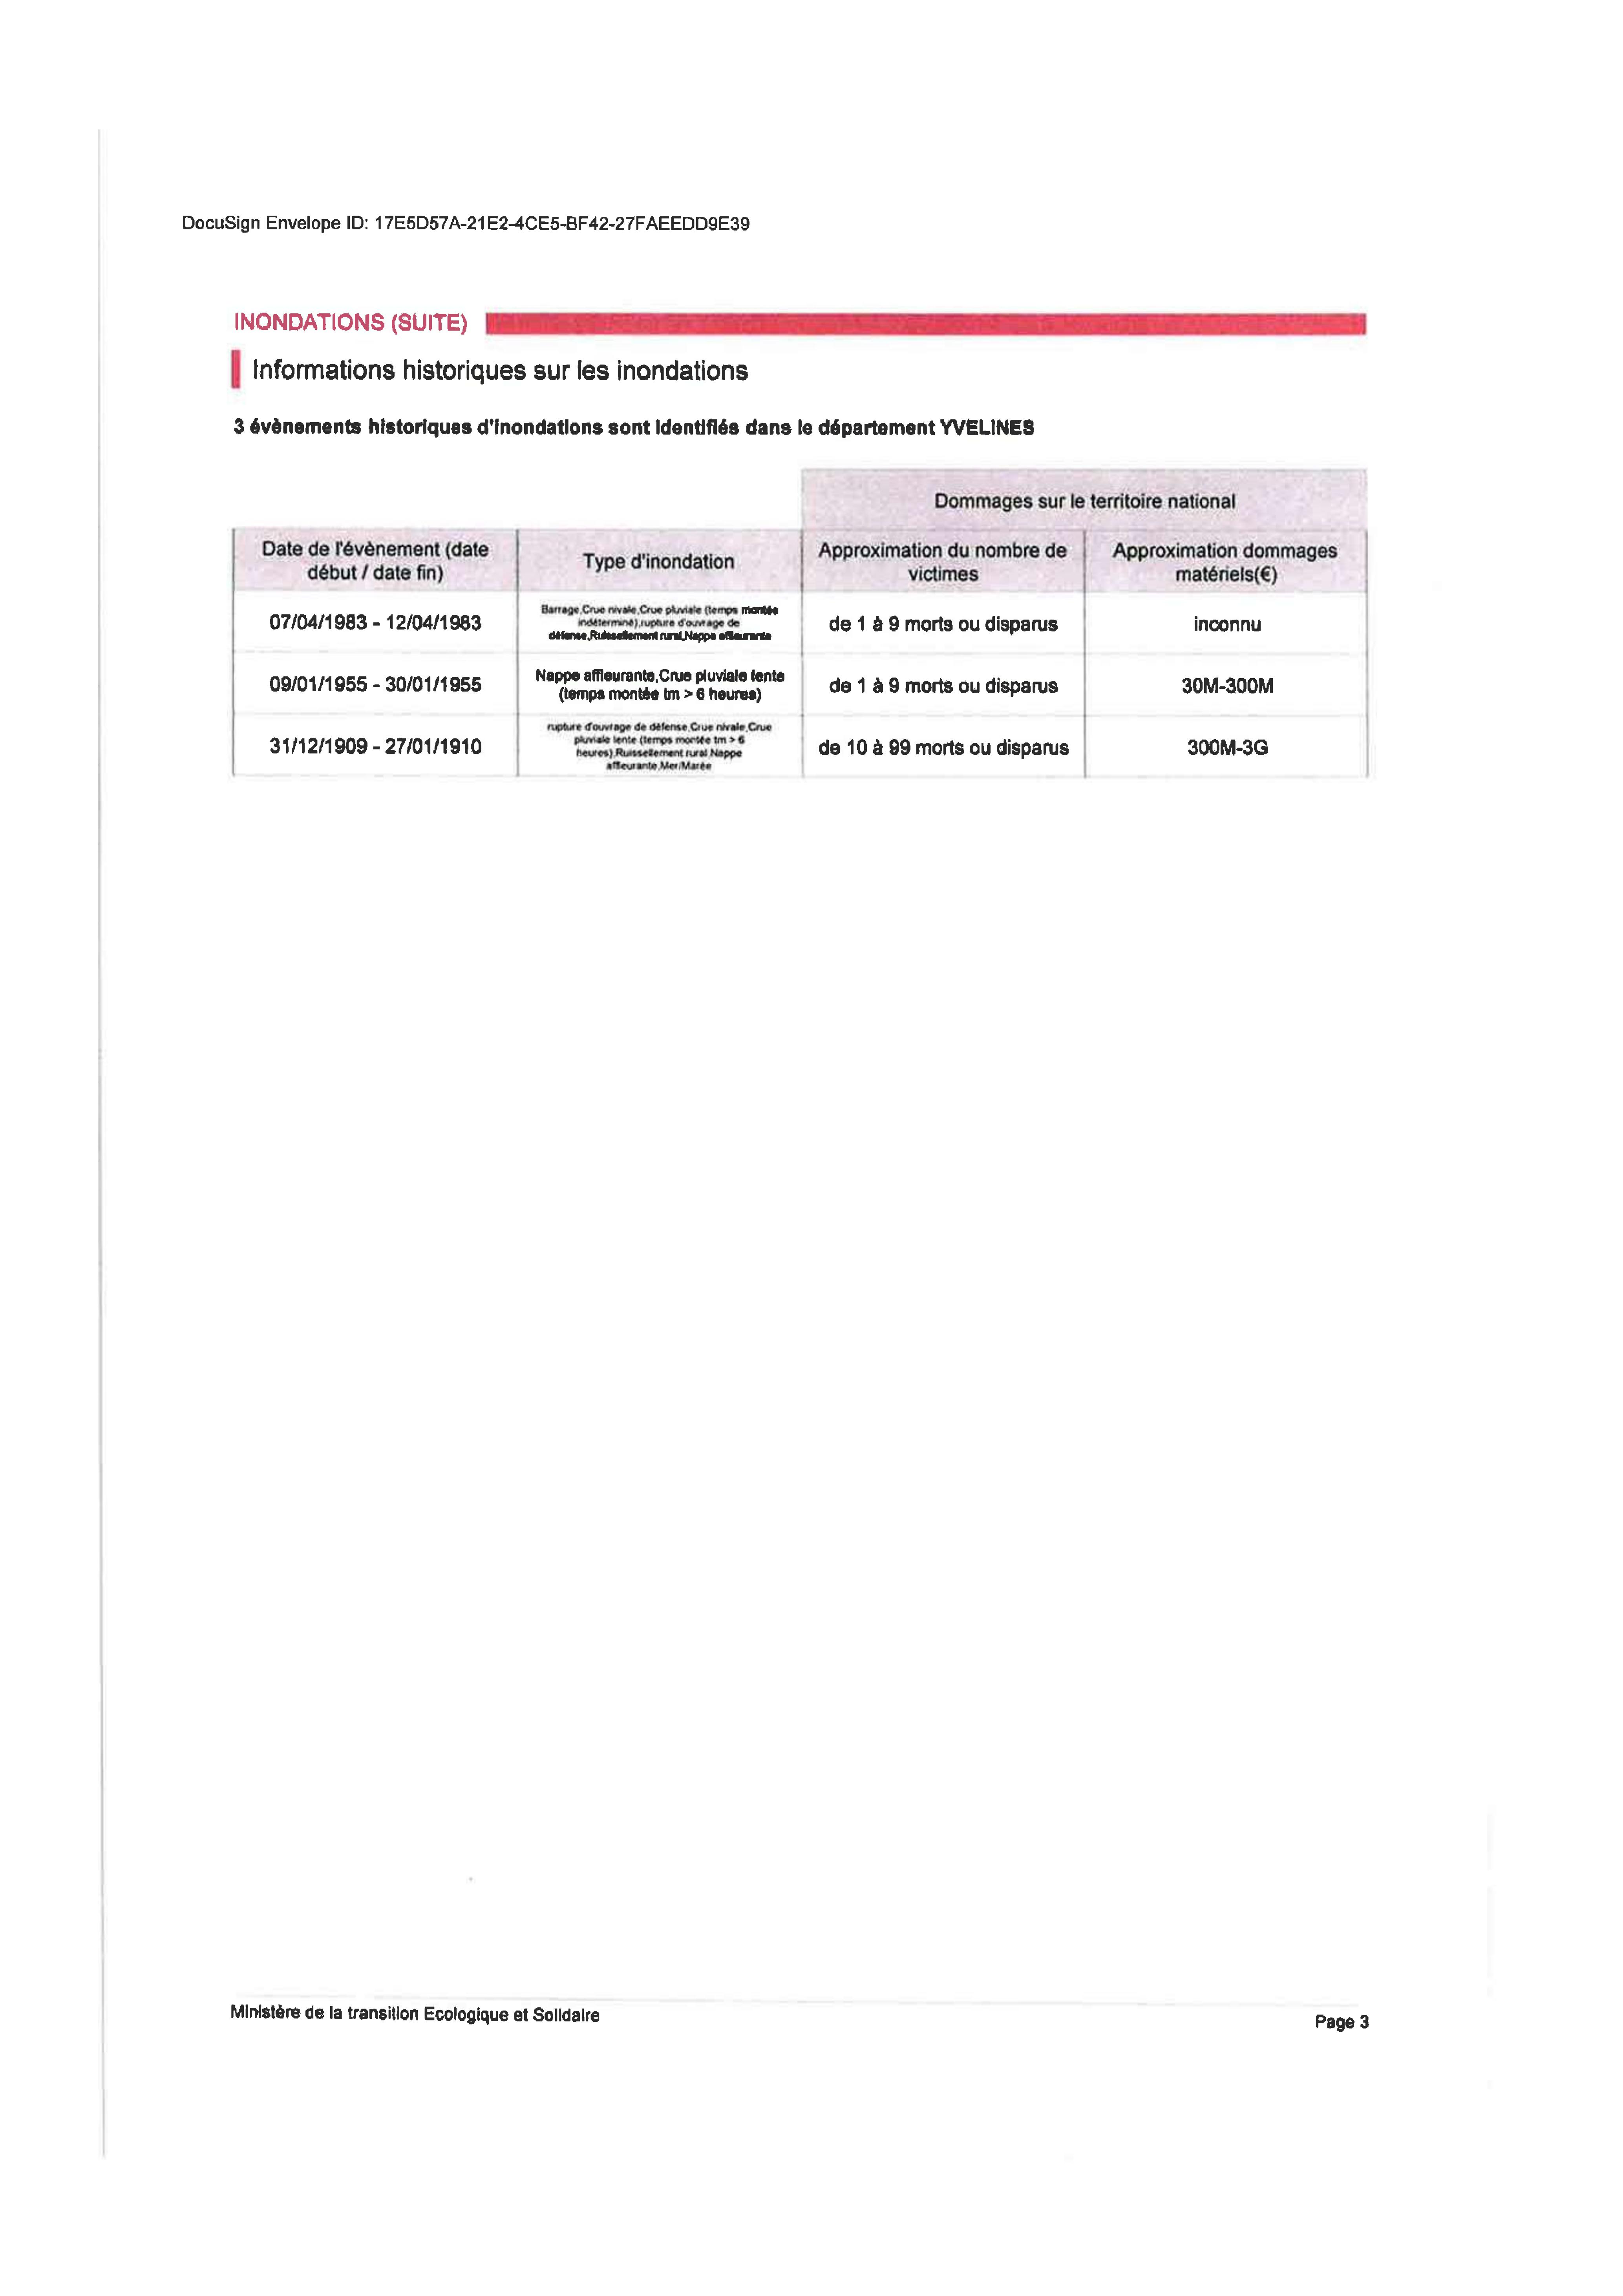 DocuSign Envelope ID: 17E5D57A-21E2-4CE5-BF42-27FAEEDD9E39
INONDATIONS (SUITE)
Informations historiques sur les inondations
3 évènements historiques d'inondations sont identifiés dans le département YVELINES
Dommages sur le territoire national
Date de l'évènement (date
début / date fin)
Type d'inondation
Approximation du nombre de
victimes
Approximation dommages
matériels(€)
07/04/1983 - 12/04/1983
Barrage,Crue nivale,Crue pluviale (temps montée
indéterminé),rupture d'ouvrage de
défense,Ruissellement rural,Nappe affleurante
de 1 à 9 morts ou disparus
inconnu
09/01/1955 - 30/01/1955
Nappe affleurante,Crue pluviale lente
(temps montée tm > 6 heures)
de 1 à 9 morts ou disparus
30M-300M
31/12/1909 - 27/01/1910
rupture d'ouvrage de défense,Crue nivale,Crue
pluviale lente (temps montée tm > 6
heures),Ruissellement rural,Nappe
affleurante,Mer/Marée
de 10 à 99 morts ou disparus
300M-3G
Ministère de la transition Ecologique et Solidaire
Page 3